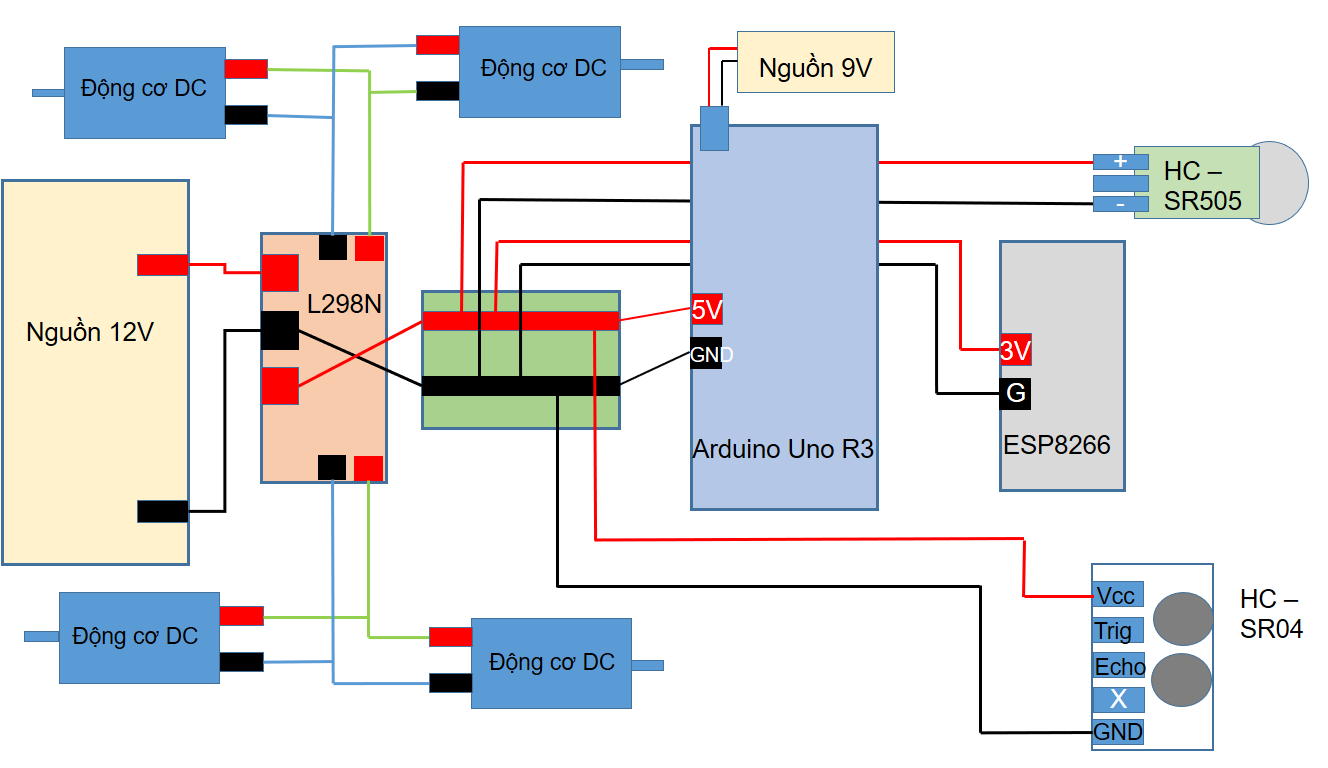 Động cơ DC
Động cơ DC
Nguồn 9V
+
HC –
SR505
-
Nguồn 12V
L298N
5V
GND
Arduino Uno R3
3V
G
ESP8266
Vcc
Trig
Echo
X
GND
HC –
SR04
Động cơ DC
Động cơ DC